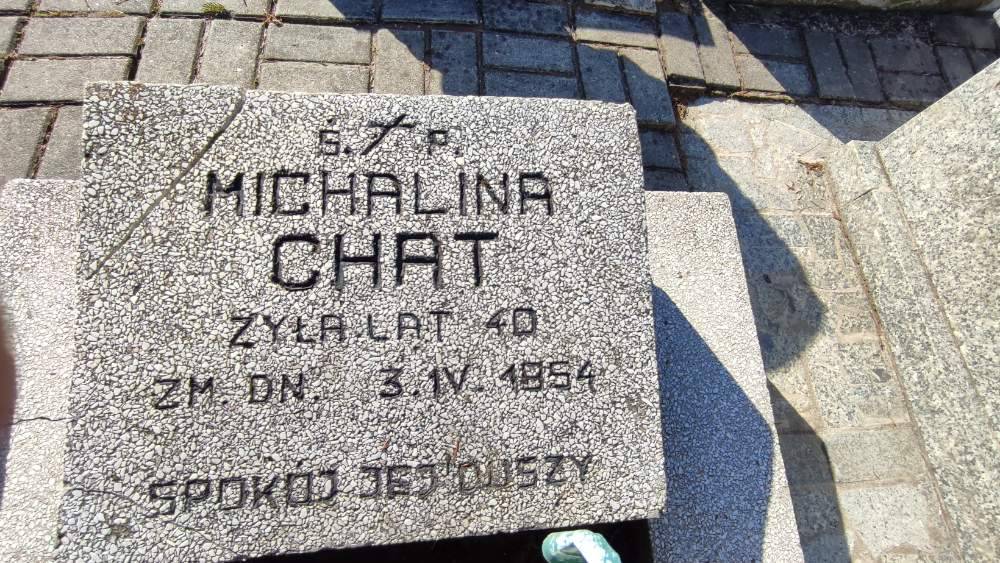 Ś. P.
MICHALINA
CHAT
ŻYŁA LAT 40
ZM. DN. 3.IV. 1954
SPOKÓJ JEJ DUSZY